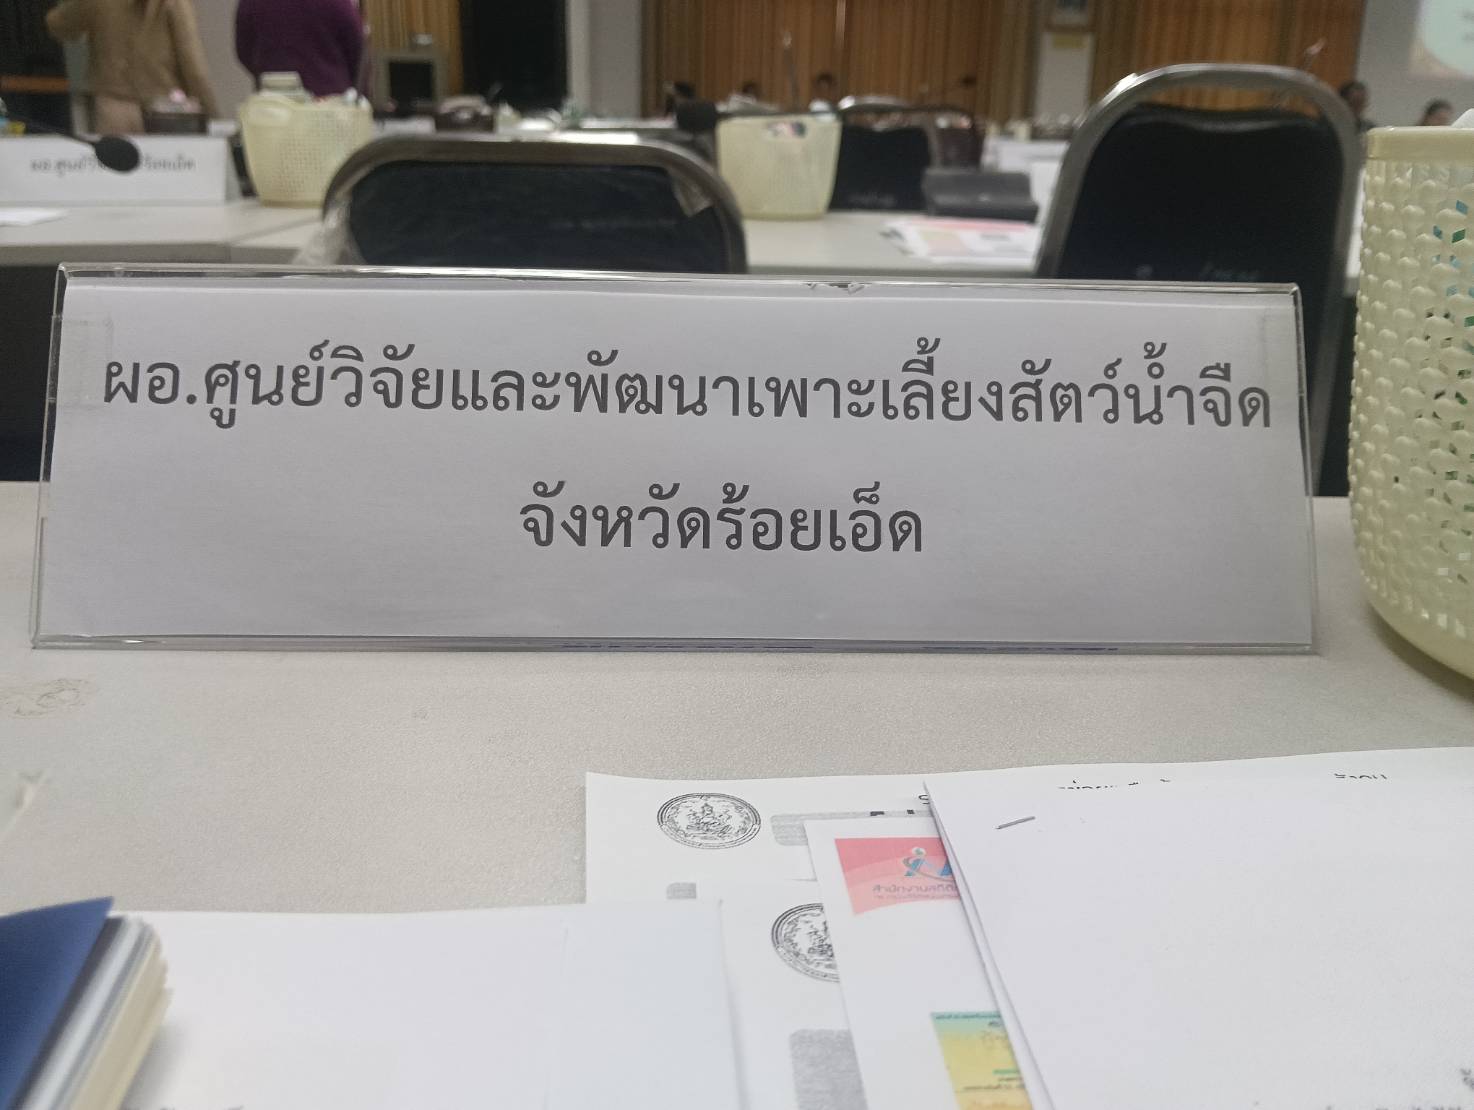 ผอ.ศูนย์วิจัยและพัฒนาเพาะเลี้ยงสัตว์น้ำจืด
จังหวัดร้อยเอ็ด